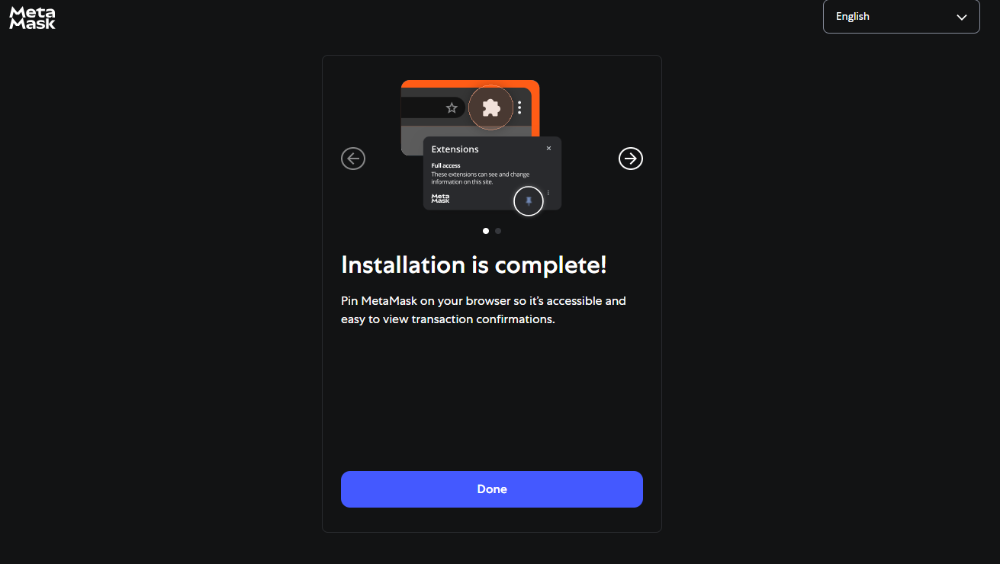 Meta
Mask
English
Extensions
Full access
These extensions can see and change
information on this site.
Meta
Mask
Installation is complete!
Pin MetaMask on your browser so it's accessible and
easy to view transaction confirmations.
Done